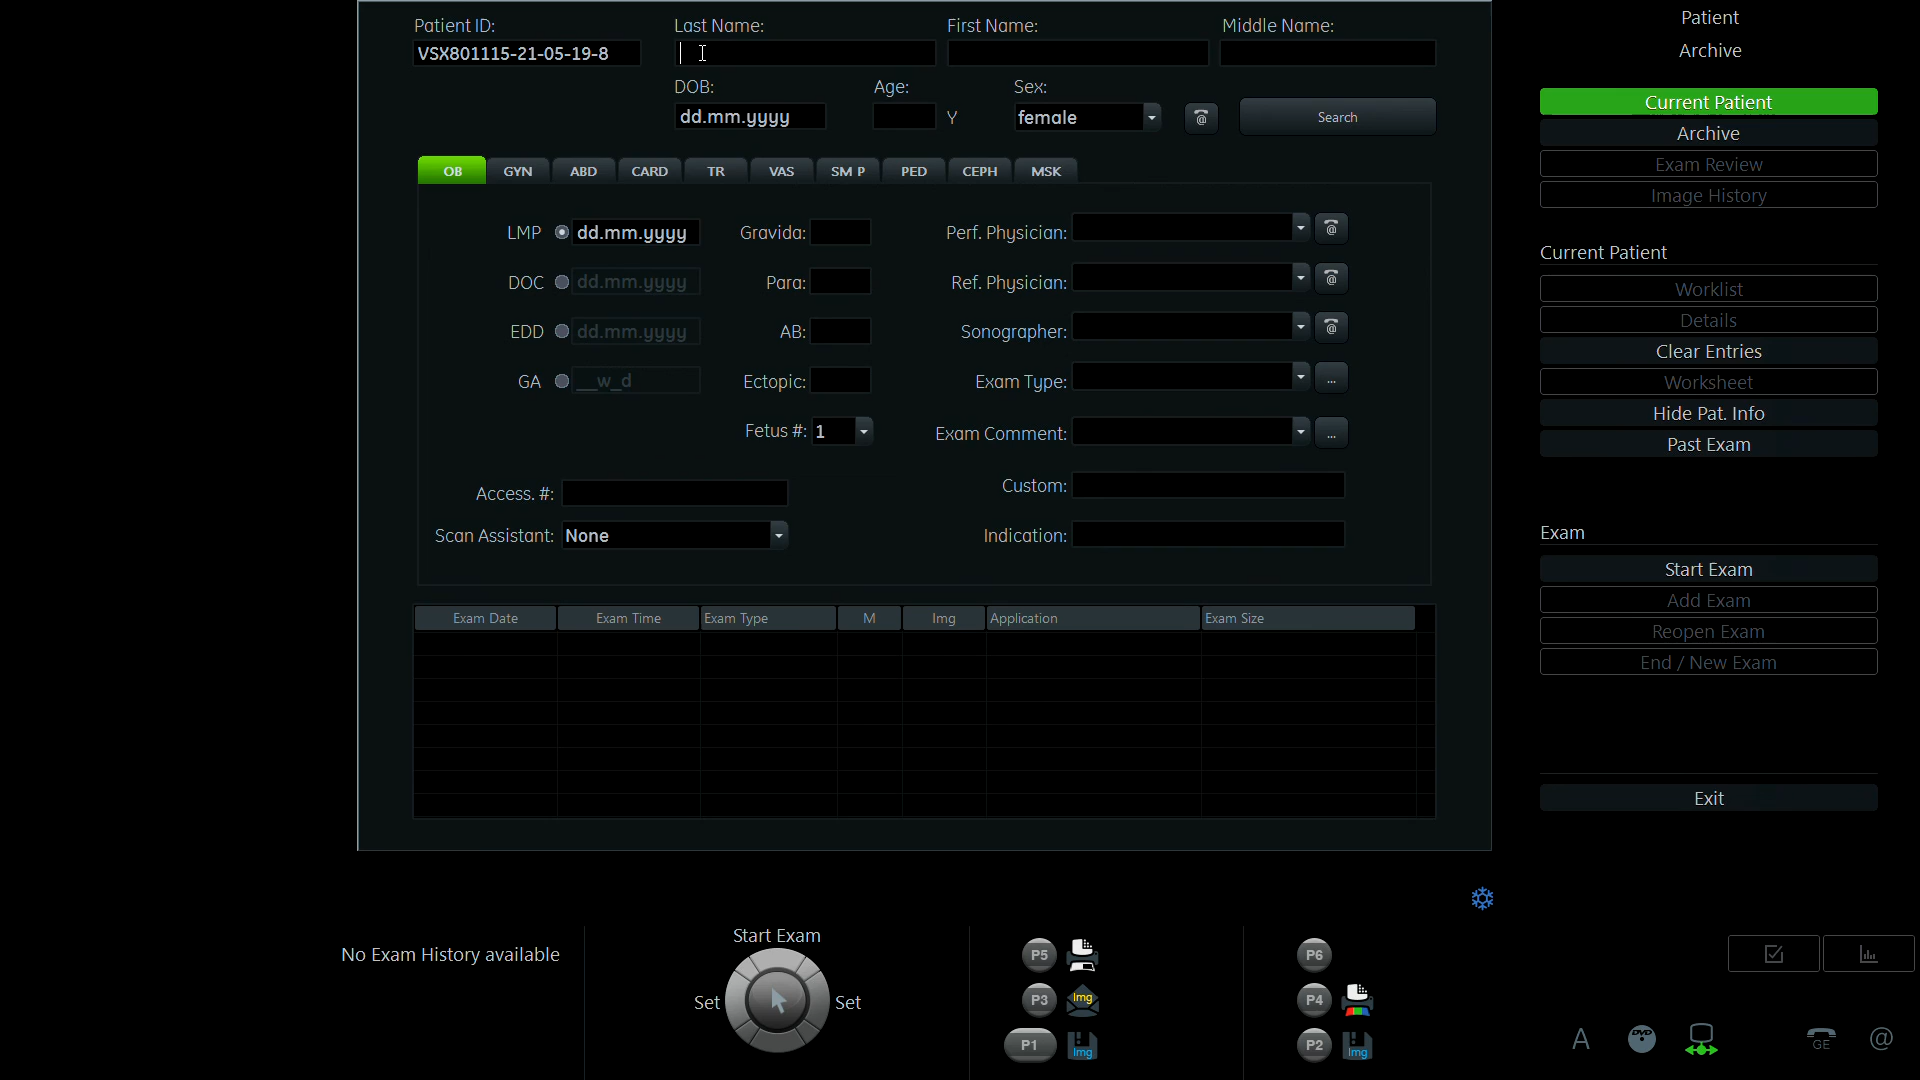 Patient ID: Last Name: First Name: Middle Name:
VSX801115-21-05-19-8
DOB: Age: Sex:
dd.mm.yyyy Y female @ Search
OB GYN ABD CARD TR VAS SM P PED CEPH MSK
LMP dd.mm.yyyy Gravida: Perf. Physician: @
DOC dd.mm.yyyy Para: Ref. Physician: @
EDD dd.mm.yyyy AB: Sonographer: @
GA __w_d Ectopic: Exam Type: ...
Fetus #: 1 Exam Comment: ...
Access. #: Custom:
Scan Assistant: None Indication:
Exam Date Exam Time Exam Type M Img Application Exam Size
Patient
Archive
Current Patient
Archive
Exam Review
Image History
Current Patient
Worklist
Details
Clear Entries
Worksheet
Hide Pat. Info
Past Exam
Exam
Start Exam
Add Exam
Reopen Exam
End / New Exam
Exit
No Exam History available
Start Exam
Set Set
P5
P3 Img
P1 Img
P6
P4
P2 Img
A DVD GE @